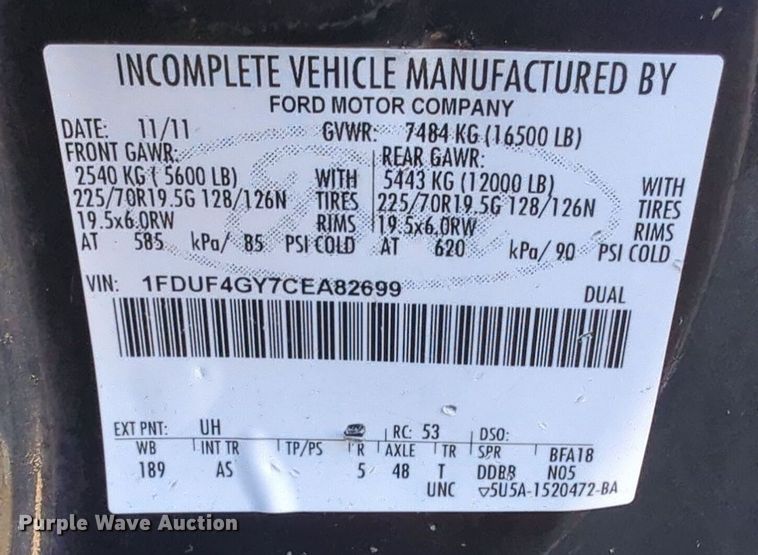 INCOMPLETE VEHICLE MANUFACTURED BY
FORD MOTOR COMPANY
DATE: 11/11 GVWR: 7484 KG (16500 LB)
FRONT GAWR: REAR GAWR:
2540 KG ( 5600 LB) WITH 5443 KG (12000 LB) WITH
225/70R19.5G 128/126N TIRES 225/70R19.5G 128/126N TIRES
19.5x6.0RW RIMS 19.5x6.0RW RIMS
AT 585 kPa/ 85 PSI COLD AT 620 kPa/ 90 PSI COLD
VIN: 1FDUF4GY7CEA82699 DUAL
EXT PNT: UH RC: 53 DSO:
WB INT TR TP/PS R AXLE TR SPR BFA18
189 AS 5 48 T DDBB N05
UNC ▽5U5A-1520472-BA
Purple Wave Auction